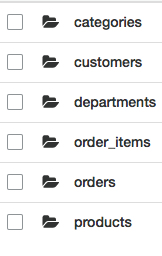 categories
customers
departments
order_items
orders
products